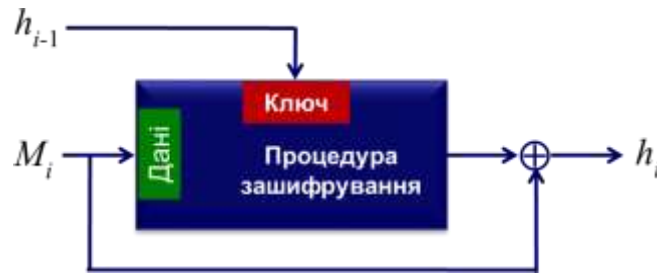 h_{i-1}
Ключ
M_i
Дані
Процедура
зашифрування
h_i